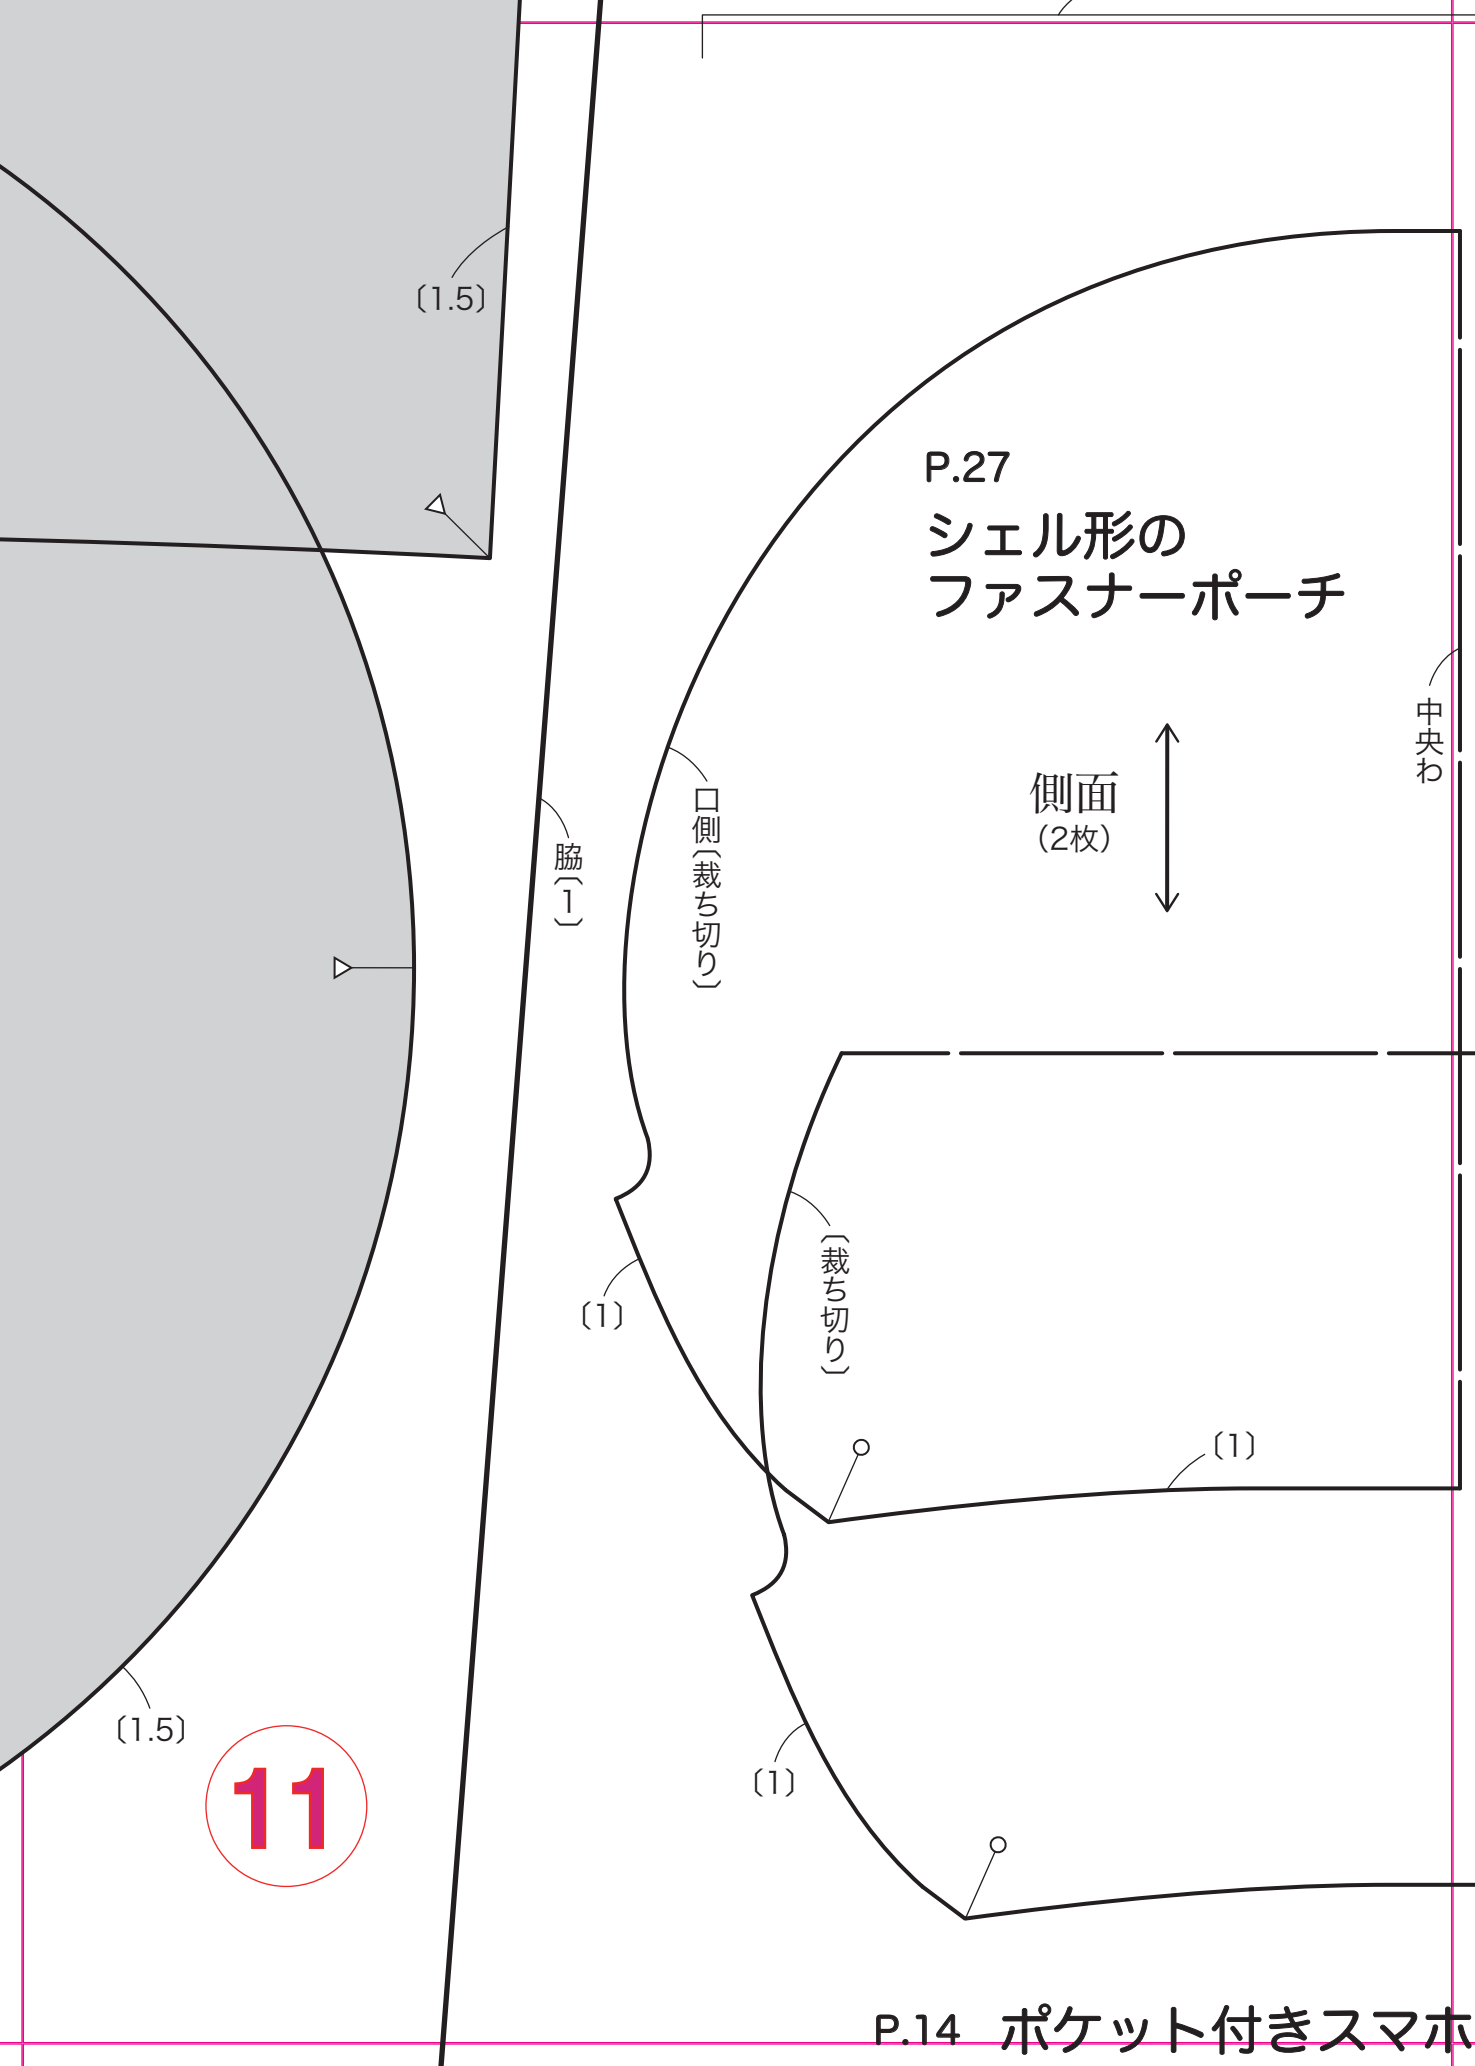 〔1.5〕
P.27
シェル形の
ファスナーポーチ
中央わ
側面
（2枚）
口側〔裁ち切り〕
脇〔1〕
〔裁ち切り〕
〔1〕
〔1〕
〔1.5〕
11
〔1〕
P.14 ポケット付きスマホ